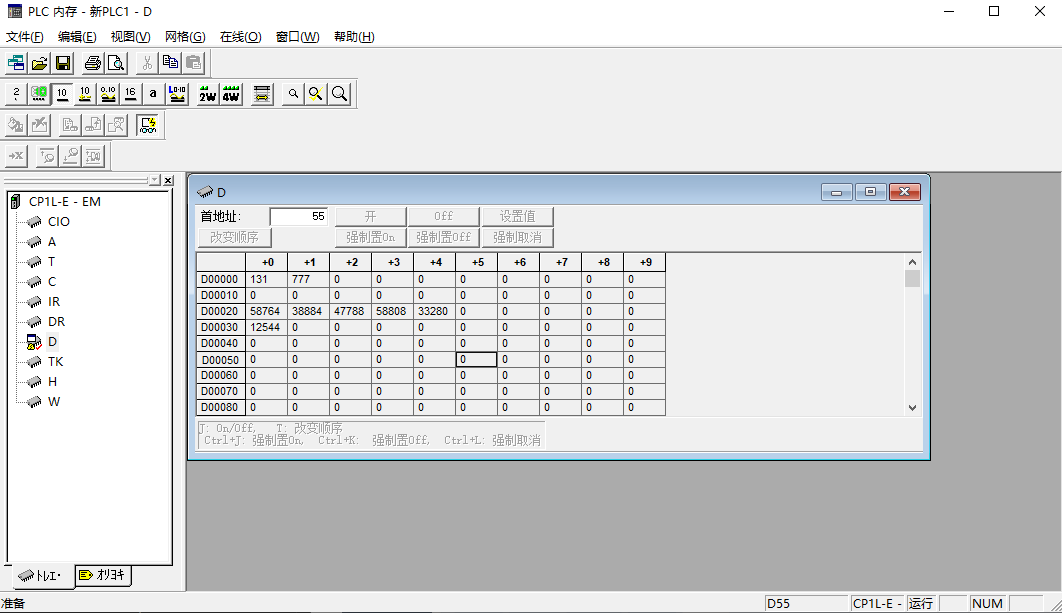 PLC 内存 - 新PLC1 - D
文件(F) 编辑(E) 视图(V) 网格(G) 在线(O) 窗口(W) 帮助(H)
2 10 10 0.10 16 a 2W 4W
CP1L-E - EM
CIO
A
T
C
IR
DR
D
TK
H
W
D
首地址: 55 开 Off 设置值
改变顺序 强制置On 强制置Off 强制取消
+0 +1 +2 +3 +4 +5 +6 +7 +8 +9
D00000 131 777 0 0 0 0 0 0 0 0
D00010 0 0 0 0 0 0 0 0 0 0
D00020 58764 38884 47788 58808 33280 0 0 0 0 0
D00030 12544 0 0 0 0 0 0 0 0 0
D00040 0 0 0 0 0 0 0 0 0 0
D00050 0 0 0 0 0 0 0 0 0 0
D00060 0 0 0 0 0 0 0 0 0 0
D00070 0 0 0 0 0 0 0 0 0 0
D00080 0 0 0 0 0 0 0 0 0 0
J: On/Off, T: 改变顺序
Ctrl+J: 强制置On, Ctrl+K: 强制置Off, Ctrl+L: 强制取消
ﾄﾚｴ･ ｵﾘｮｷ
准备 D55 CP1L-E - 运行 NUM